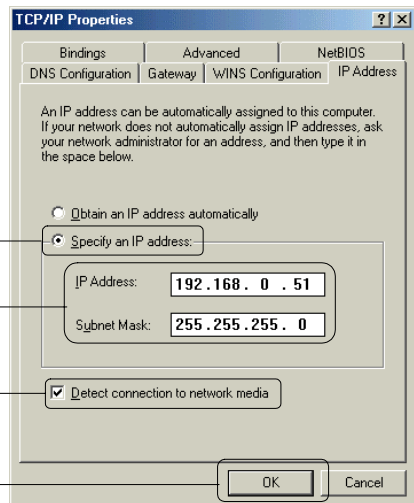 TCP/IP Properties
Bindings Advanced NetBIOS
DNS Configuration Gateway WINS Configuration IP Address
An IP address can be automatically assigned to this computer.
If your network does not automatically assign IP addresses, ask
your network administrator for an address, and then type it in
the space below.
Obtain an IP address automatically
Specify an IP address:
IP Address: 192.168. 0 .51
Subnet Mask: 255.255.255. 0
Detect connection to network media
OK Cancel